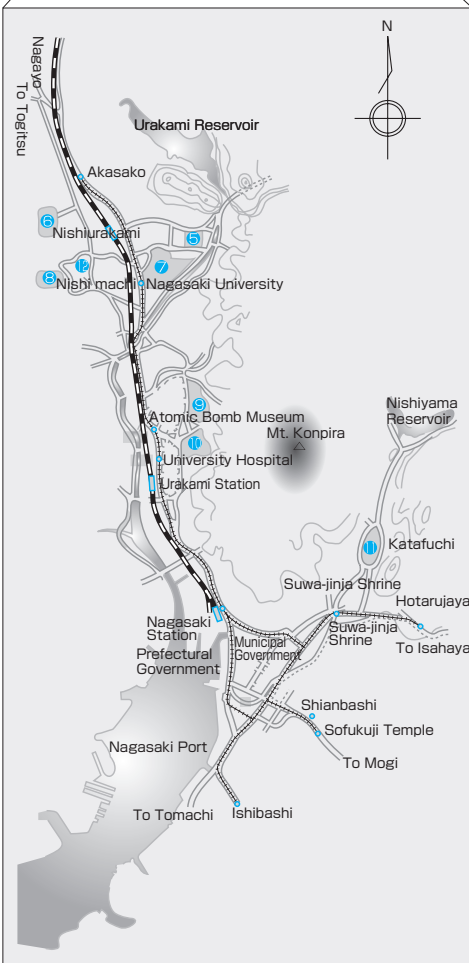 N
Nagayo
To Togitsu
Urakami Reservoir
Akasako
⑥
Nishiurakami
⑤
⑫
⑦
⑧
Nishi machi
Nagasaki University
⑨
Nishiyama
Reservoir
Atomic Bomb Museum
Mt. Konpira
⑩
University Hospital
Urakami Station
⑪
Katafuchi
Suwa-jinja Shrine
Hotarujaya
Nagasaki
Station
Suwa-jinja
Shrine
Municipal
Government
To Isahaya
Prefectural
Government
Shianbashi
Sofukuji Temple
Nagasaki Port
To Mogi
To Tomachi
Ishibashi